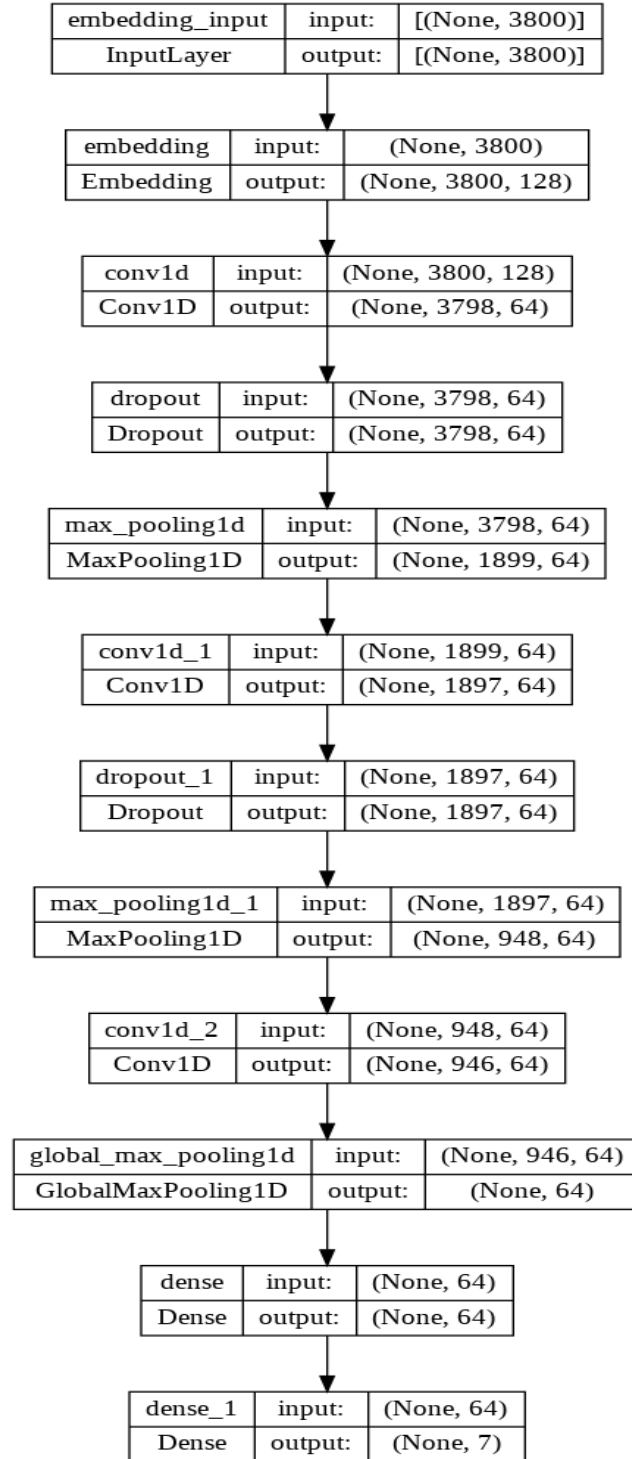 embedding_input input: [(None, 3800)]
InputLayer output: [(None, 3800)]
embedding input: (None, 3800)
Embedding output: (None, 3800, 128)
conv1d input: (None, 3800, 128)
Conv1D output: (None, 3798, 64)
dropout input: (None, 3798, 64)
Dropout output: (None, 3798, 64)
max_pooling1d input: (None, 3798, 64)
MaxPooling1D output: (None, 1899, 64)
conv1d_1 input: (None, 1899, 64)
Conv1D output: (None, 1897, 64)
dropout_1 input: (None, 1897, 64)
Dropout output: (None, 1897, 64)
max_pooling1d_1 input: (None, 1897, 64)
MaxPooling1D output: (None, 948, 64)
conv1d_2 input: (None, 948, 64)
Conv1D output: (None, 946, 64)
global_max_pooling1d input: (None, 946, 64)
GlobalMaxPooling1D output: (None, 64)
dense input: (None, 64)
Dense output: (None, 64)
dense_1 input: (None, 64)
Dense output: (None, 7)